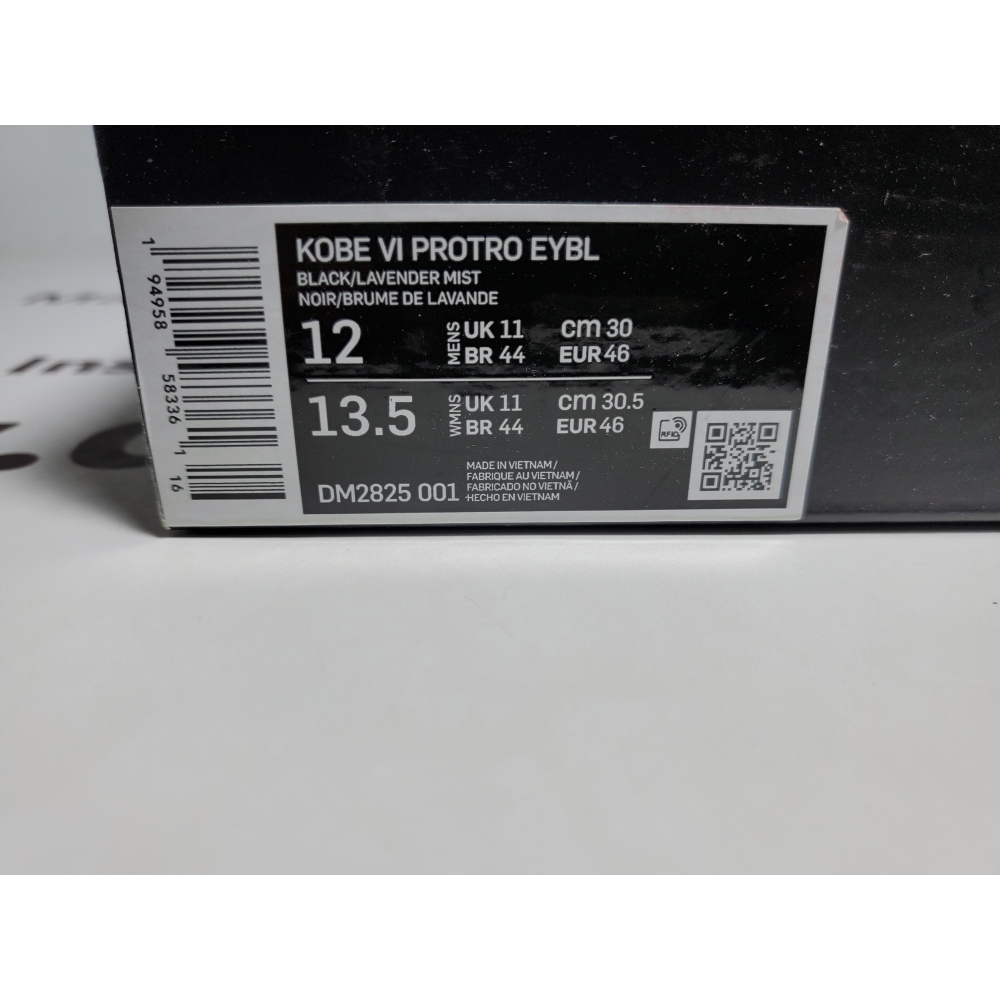 KOBE VI PROTRO EYBL
BLACK/LAVENDER MIST
NOIR/BRUME DE LAVANDE
12 MENS UK 11 cm 30
BR 44 EUR 46
13.5 WMNS UK 11 cm 30.5
BR 44 EUR 46
RFID
DM2825 001
MADE IN VIETNAM /
FABRIQUE AU VIETNAM /
FABRICADO NO VIETNÃ /
HECHO EN VIETNAM
1 94958 58336 1
16